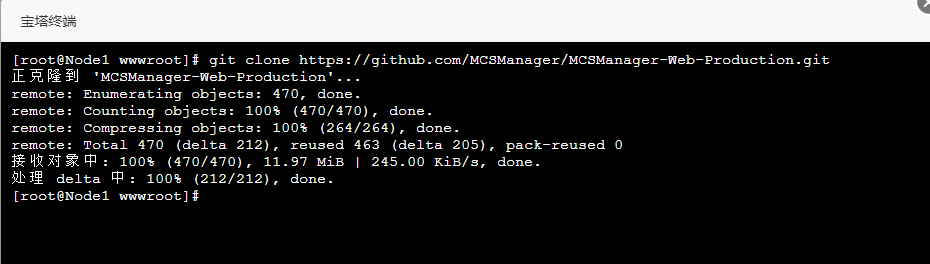 宝塔终端
[root@Node1 wwwroot]# git clone https://github.com/MCSManager/MCSManager-Web-Production.git
正克隆到 'MCSManager-Web-Production'...
remote: Enumerating objects: 470, done.
remote: Counting objects: 100% (470/470), done.
remote: Compressing objects: 100% (264/264), done.
remote: Total 470 (delta 212), reused 463 (delta 205), pack-reused 0
接收对象中: 100% (470/470), 11.97 MiB | 245.00 KiB/s, done.
处理 delta 中: 100% (212/212), done.
[root@Node1 wwwroot]#